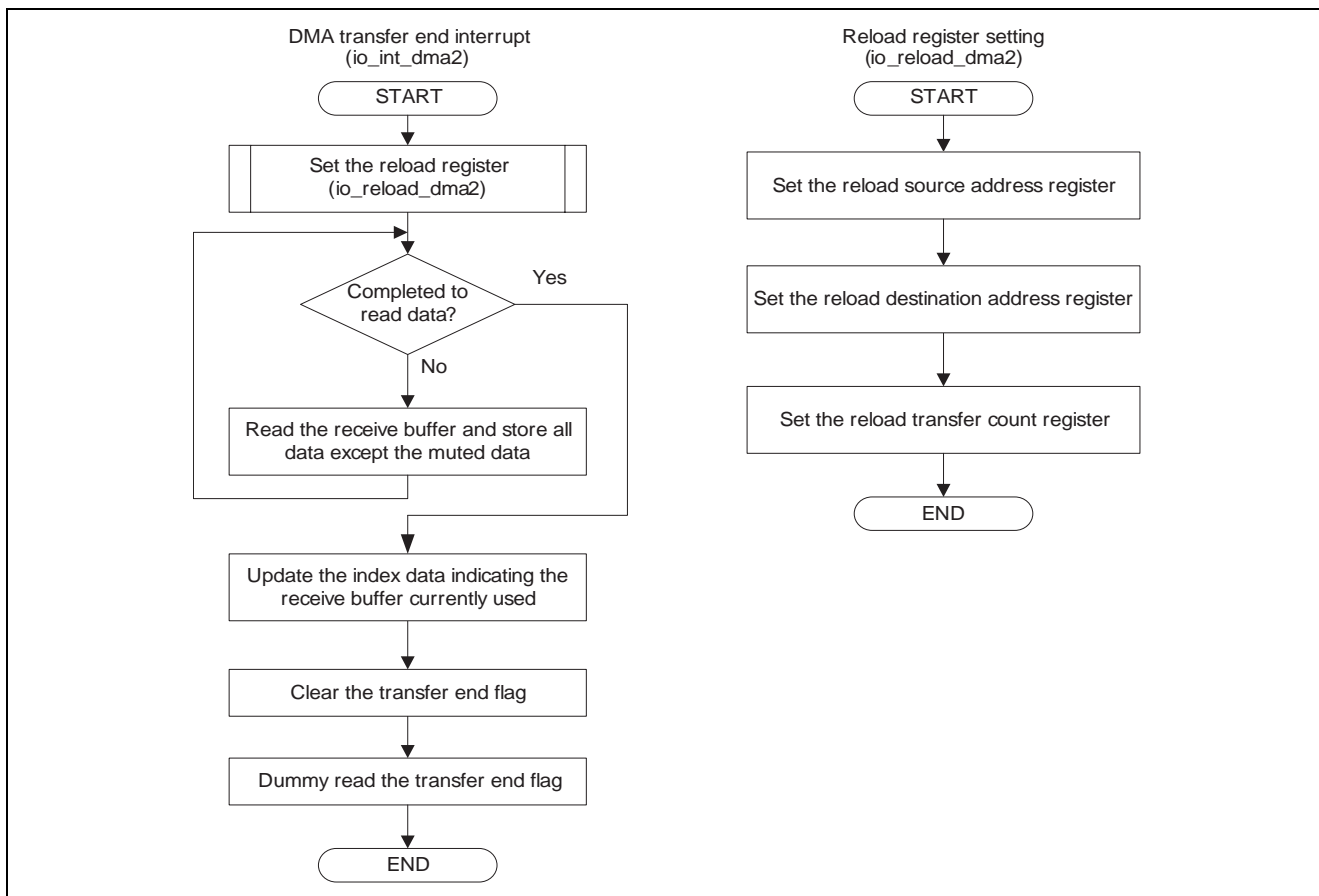 DMA transfer end interrupt
(io_int_dma2)
START
Set the reload register
(io_reload_dma2)
Completed to
read data?
Yes
No
Read the receive buffer and store all
data except the muted data
Update the index data indicating the
receive buffer currently used
Clear the transfer end flag
Dummy read the transfer end flag
END
Reload register setting
(io_reload_dma2)
START
Set the reload source address register
Set the reload destination address register
Set the reload transfer count register
END